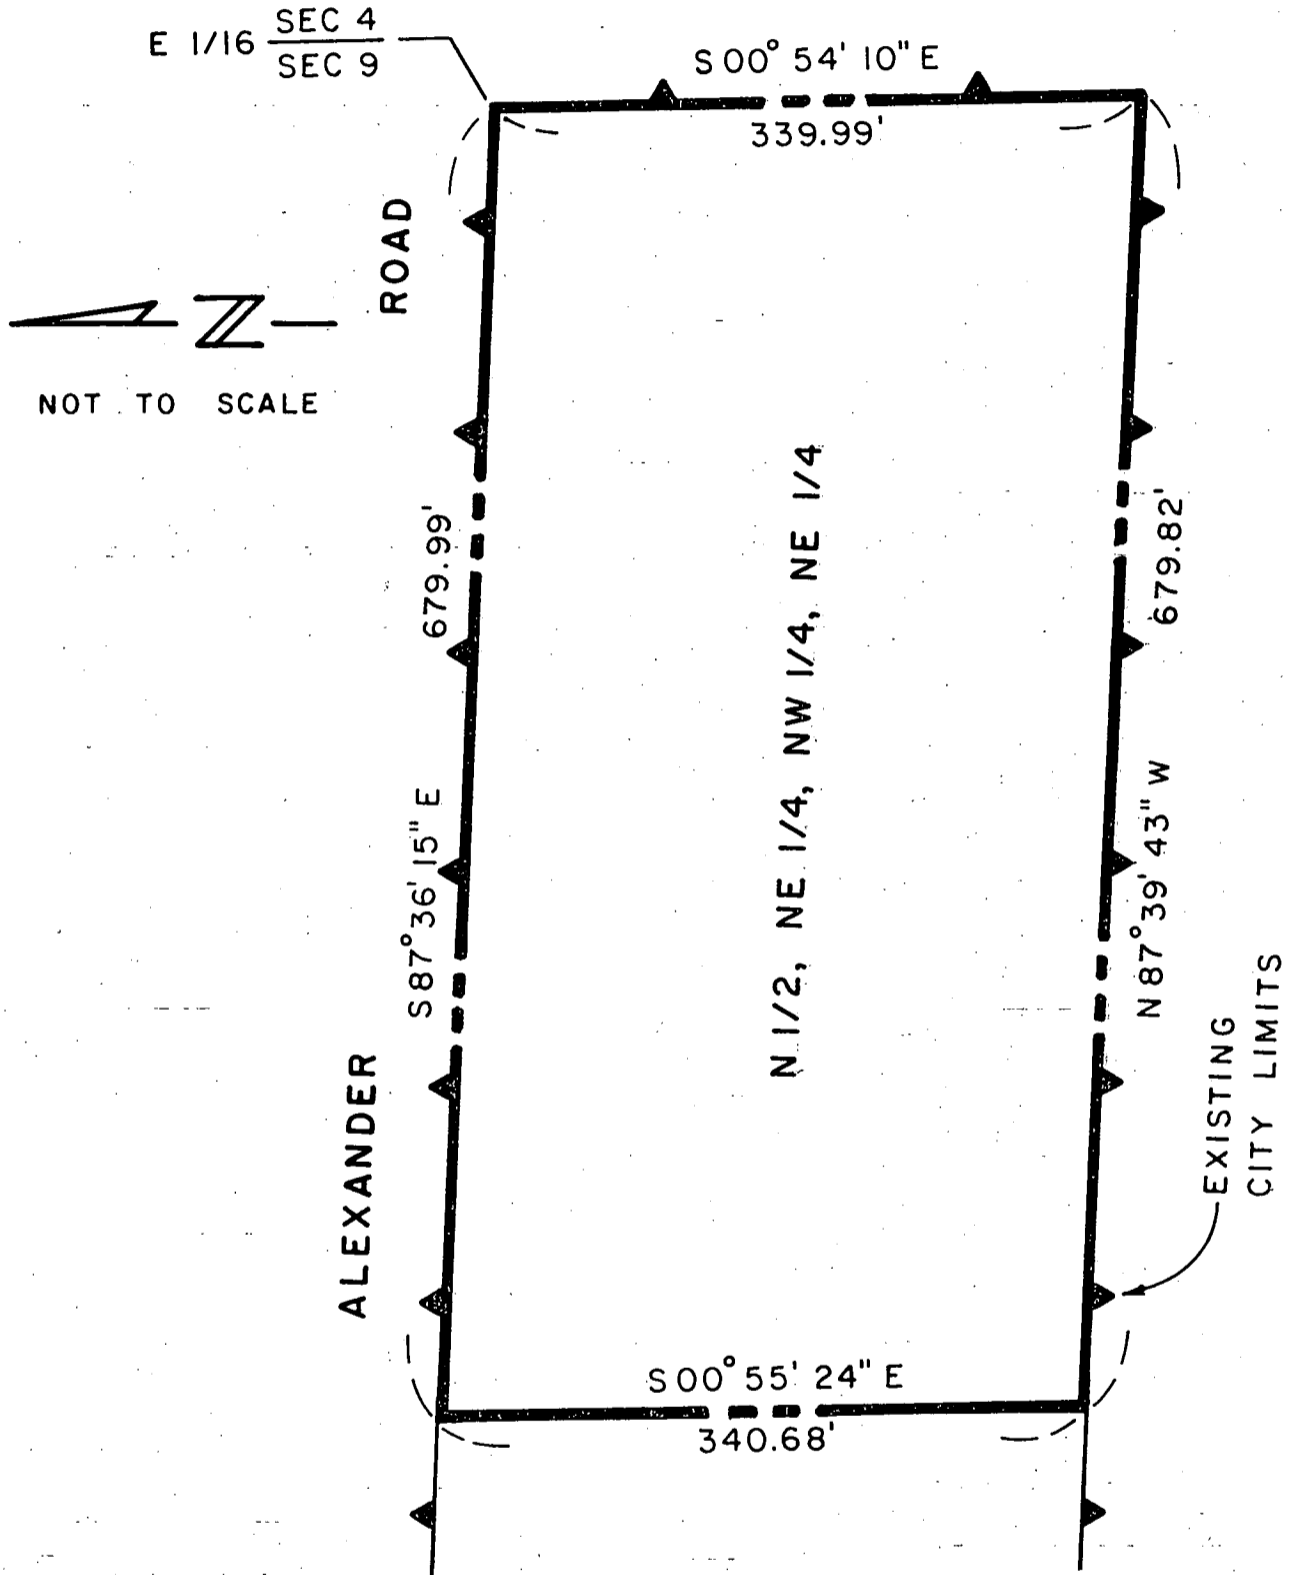 E 1/16 SEC 4
SEC 9
S 00° 54' 10" E
339.99'
ROAD
N
NOT TO SCALE
679.99'
679.82'
N 1/2, NE 1/4, NW 1/4, NE 1/4
S 87° 36' 15" E
N 87° 39' 43" W
ALEXANDER
EXISTING
CITY LIMITS
S 00° 55' 24" E
340.68'